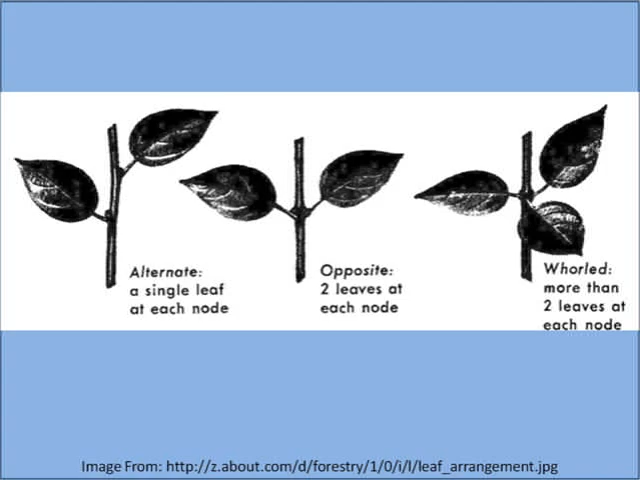 Alternate:
a single leaf
at each node
Opposite:
2 leaves at
each node
Whorled:
more than
2 leaves at
each node
Image From: http://z.about.com/d/forestry/1/0/i/l/leaf_arrangement.jpg